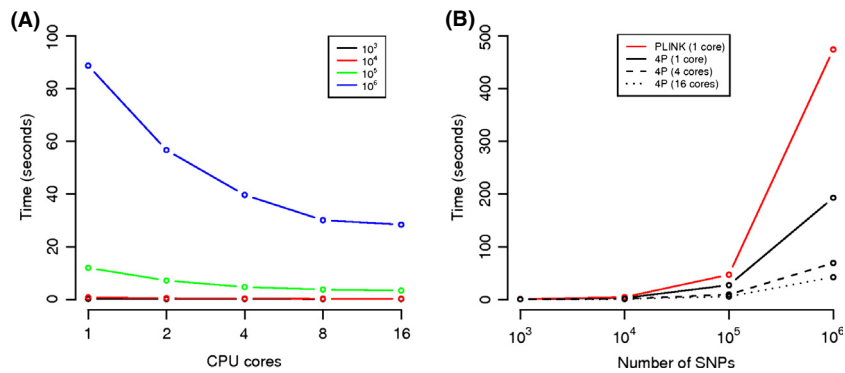 (A)
100
80
60
40
20
0
Time (seconds)
10³
10⁴
10⁵
10⁶
1 2 4 8 16
CPU cores
(B)
500
400
300
200
100
0
Time (seconds)
PLINK (1 core)
4P (1 core)
4P (4 cores)
4P (16 cores)
10³ 10⁴ 10⁵ 10⁶
Number of SNPs